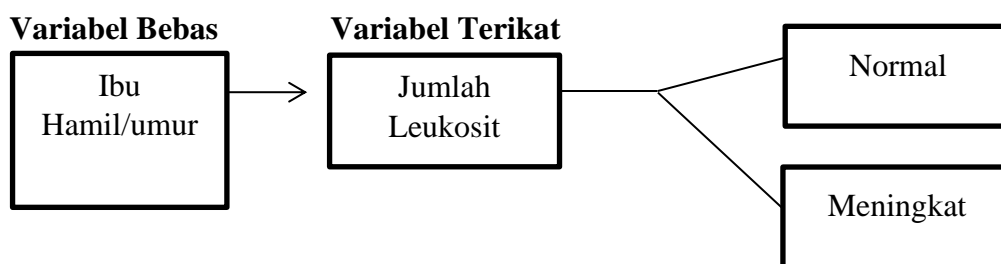 Variabel Bebas
Variabel Terikat
Ibu
Hamil/umur
Jumlah
Leukosit
Normal
Meningkat